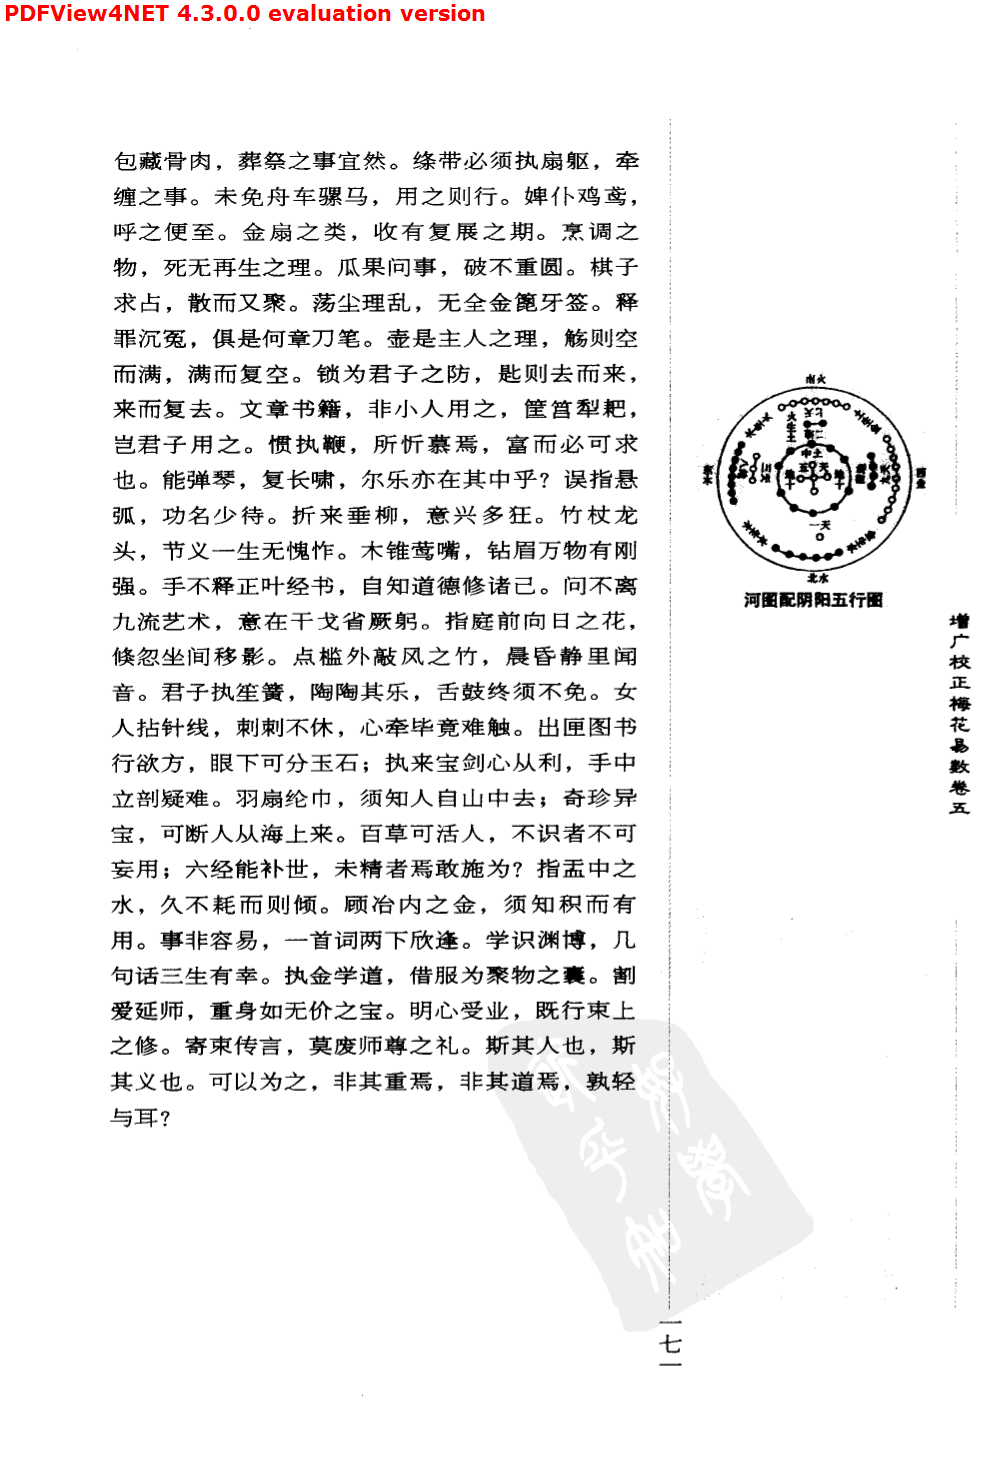 PDFView4NET 4.3.0.0 evaluation version
包藏骨肉，葬祭之事宜然。绦带必须执扇躯，牵
缠之事。未免舟车骡马，用之则行。婢仆鸡鸢，
呼之便至。金扇之类，收有复展之期。烹调之
物，死无再生之理。瓜果问事，破不重圆。棋子
求占，散而又聚。荡尘理乱，无全金篦牙签。释
罪沉冤，俱是何章刀笔。壶是主人之理，觞则空
而满，满而复空。锁为君子之防，匙则去而来，
来而复去。文章书籍，非小人用之，筐筥犁耙，
岂君子用之。惯执鞭，所忻慕焉，富而必可求
也。能弹琴，复长啸，尔乐亦在其中乎？误指悬
弧，功名少待。折来垂柳，意兴多狂。竹杖龙
头，节义一生无愧怍。木锥莺嘴，钻眉万物有刚
强。手不释正叶经书，自知道德修诸己。问不离
九流艺术，意在干戈省厥躬。指庭前向日之花，
倏忽坐间移影。点槛外敲风之竹，晨昏静里闻
音。君子执笙簧，陶陶其乐，舌鼓终须不免。女
人拈针线，刺刺不休，心牵毕竟难触。出匣图书
行欲方，眼下可分玉石；执来宝剑心从利，手中
立剖疑难。羽扇纶巾，须知人自山中去；奇珍异
宝，可断人从海上来。百草可活人，不识者不可
妄用；六经能补世，未精者焉敢施为？指盂中之
水，久不耗而则倾。顾冶内之金，须知积而有
用。事非容易，一首词两下欣逢。学识渊博，几
句话三生有幸。执金学道，借服为聚物之囊。割
爱延师，重身如无价之宝。明心受业，既行束上
之修。寄束传言，莫废师尊之礼。斯其人也，斯
其义也。可以为之，非其重焉，非其道焉，孰轻
与耳？
南火
火生土
中土
天一
东木
西金
北水
河图配阴阳五行图
增广校正梅花易数卷五
一七一